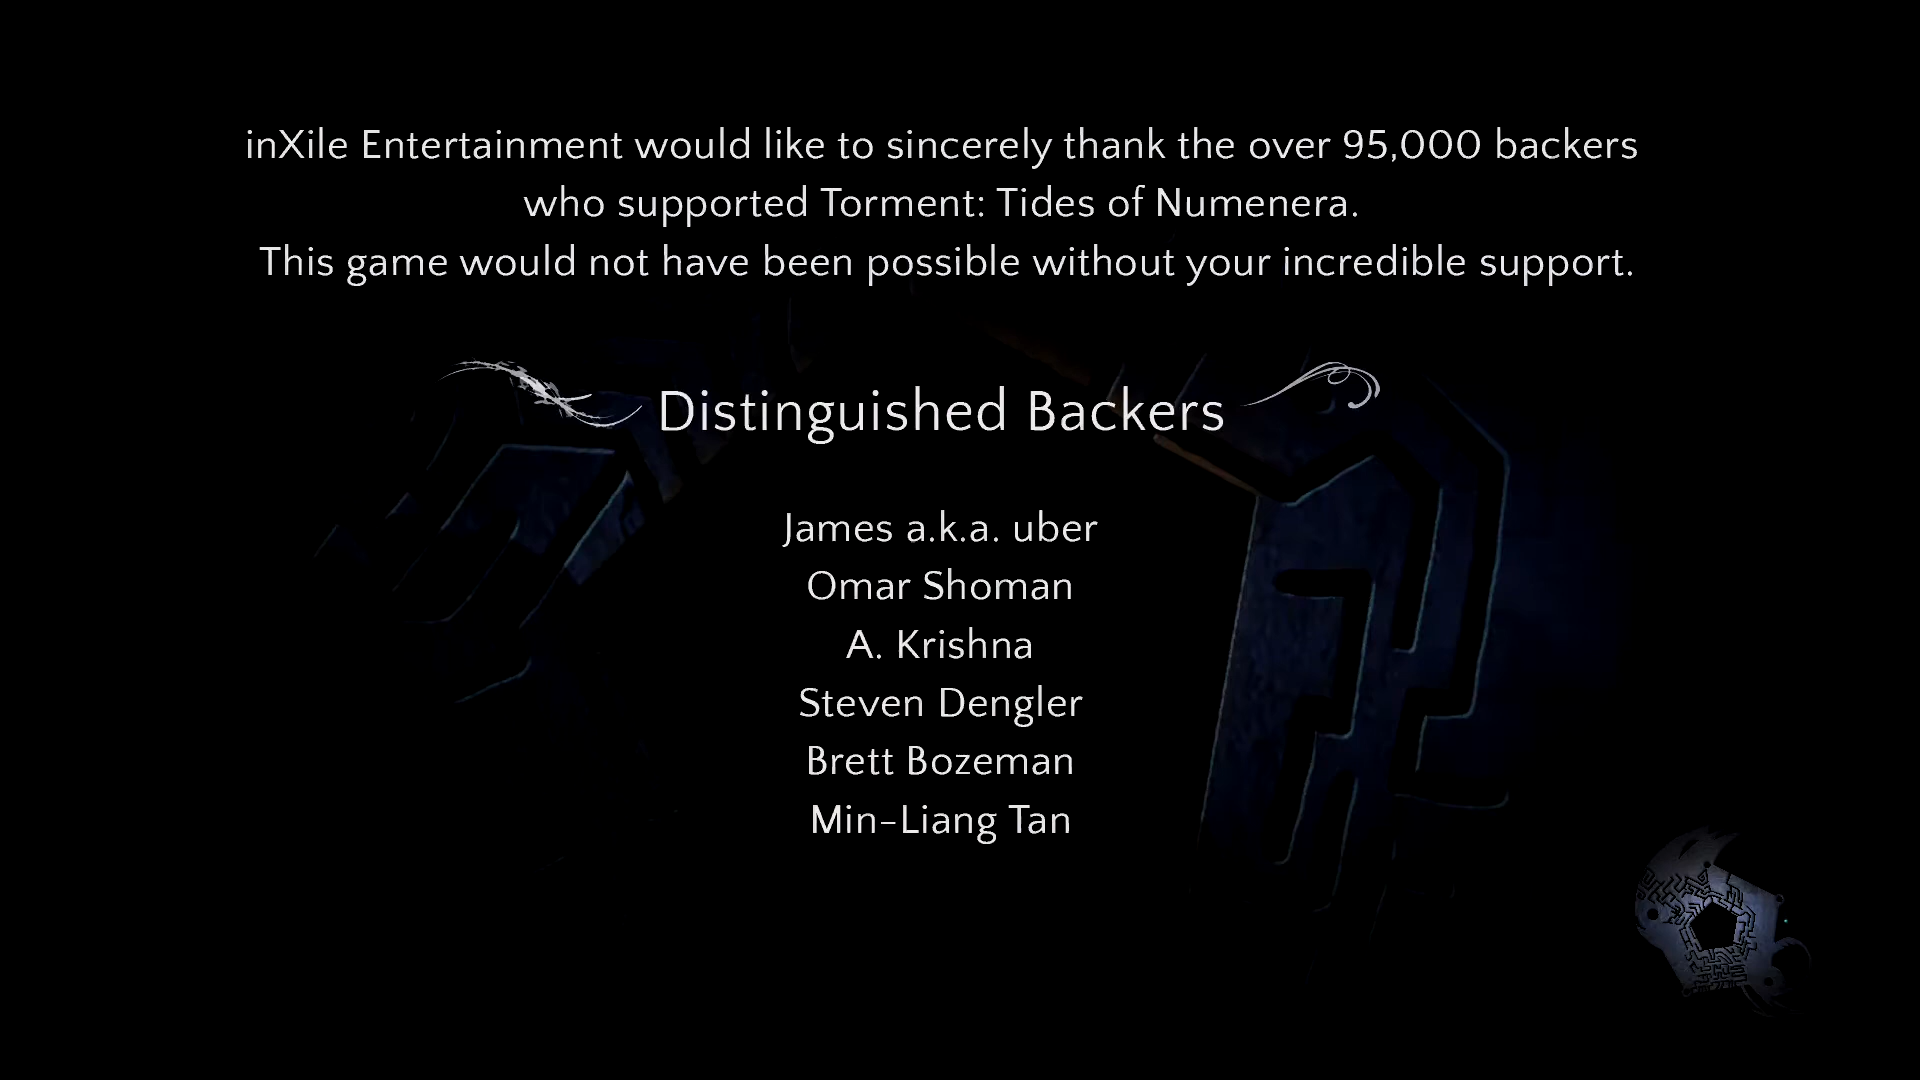 inXile Entertainment would like to sincerely thank the over 95,000 backers
who supported Torment: Tides of Numenera.
This game would not have been possible without your incredible support.
Distinguished Backers
James a.k.a. uber
Omar Shoman
A. Krishna
Steven Dengler
Brett Bozeman
Min-Liang Tan